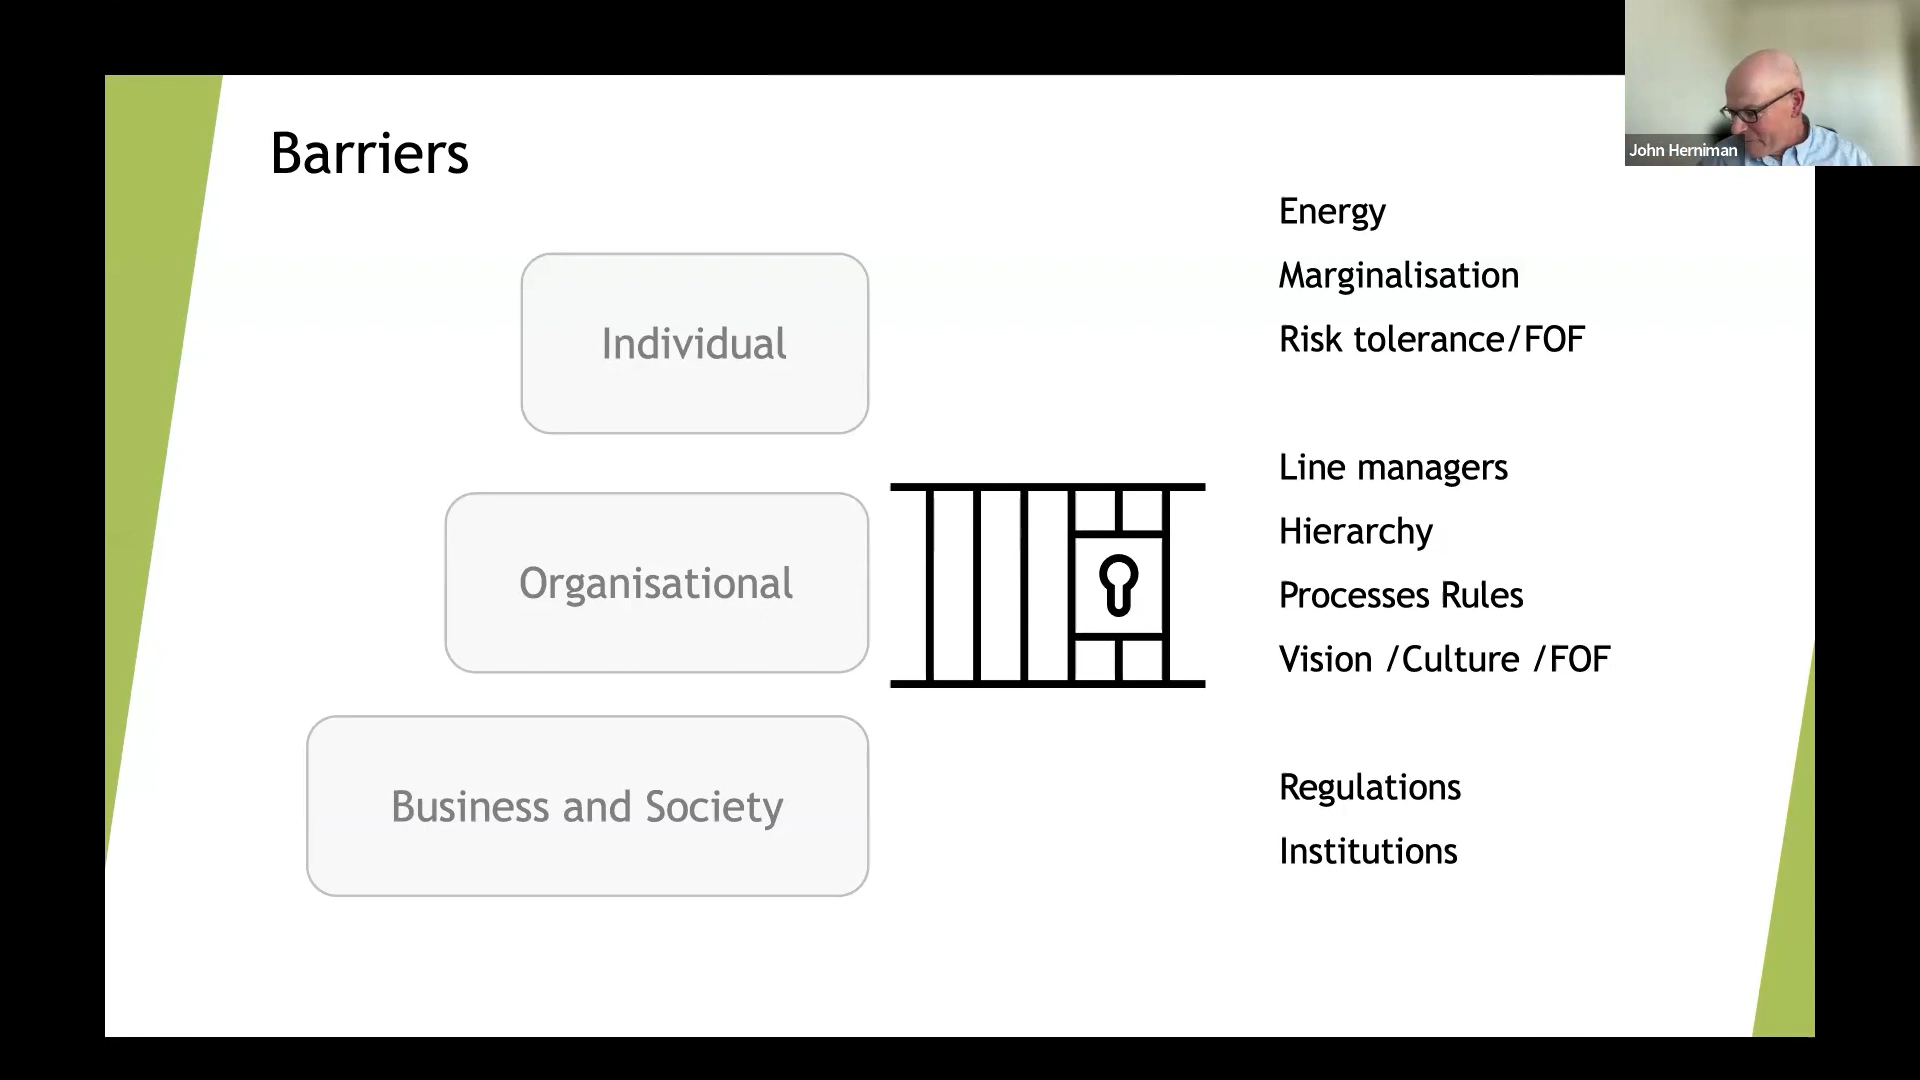 Barriers
John Herniman
Individual
Organisational
Business and Society
Energy
Marginalisation
Risk tolerance/FOF
Line managers
Hierarchy
Processes Rules
Vision /Culture /FOF
Regulations
Institutions